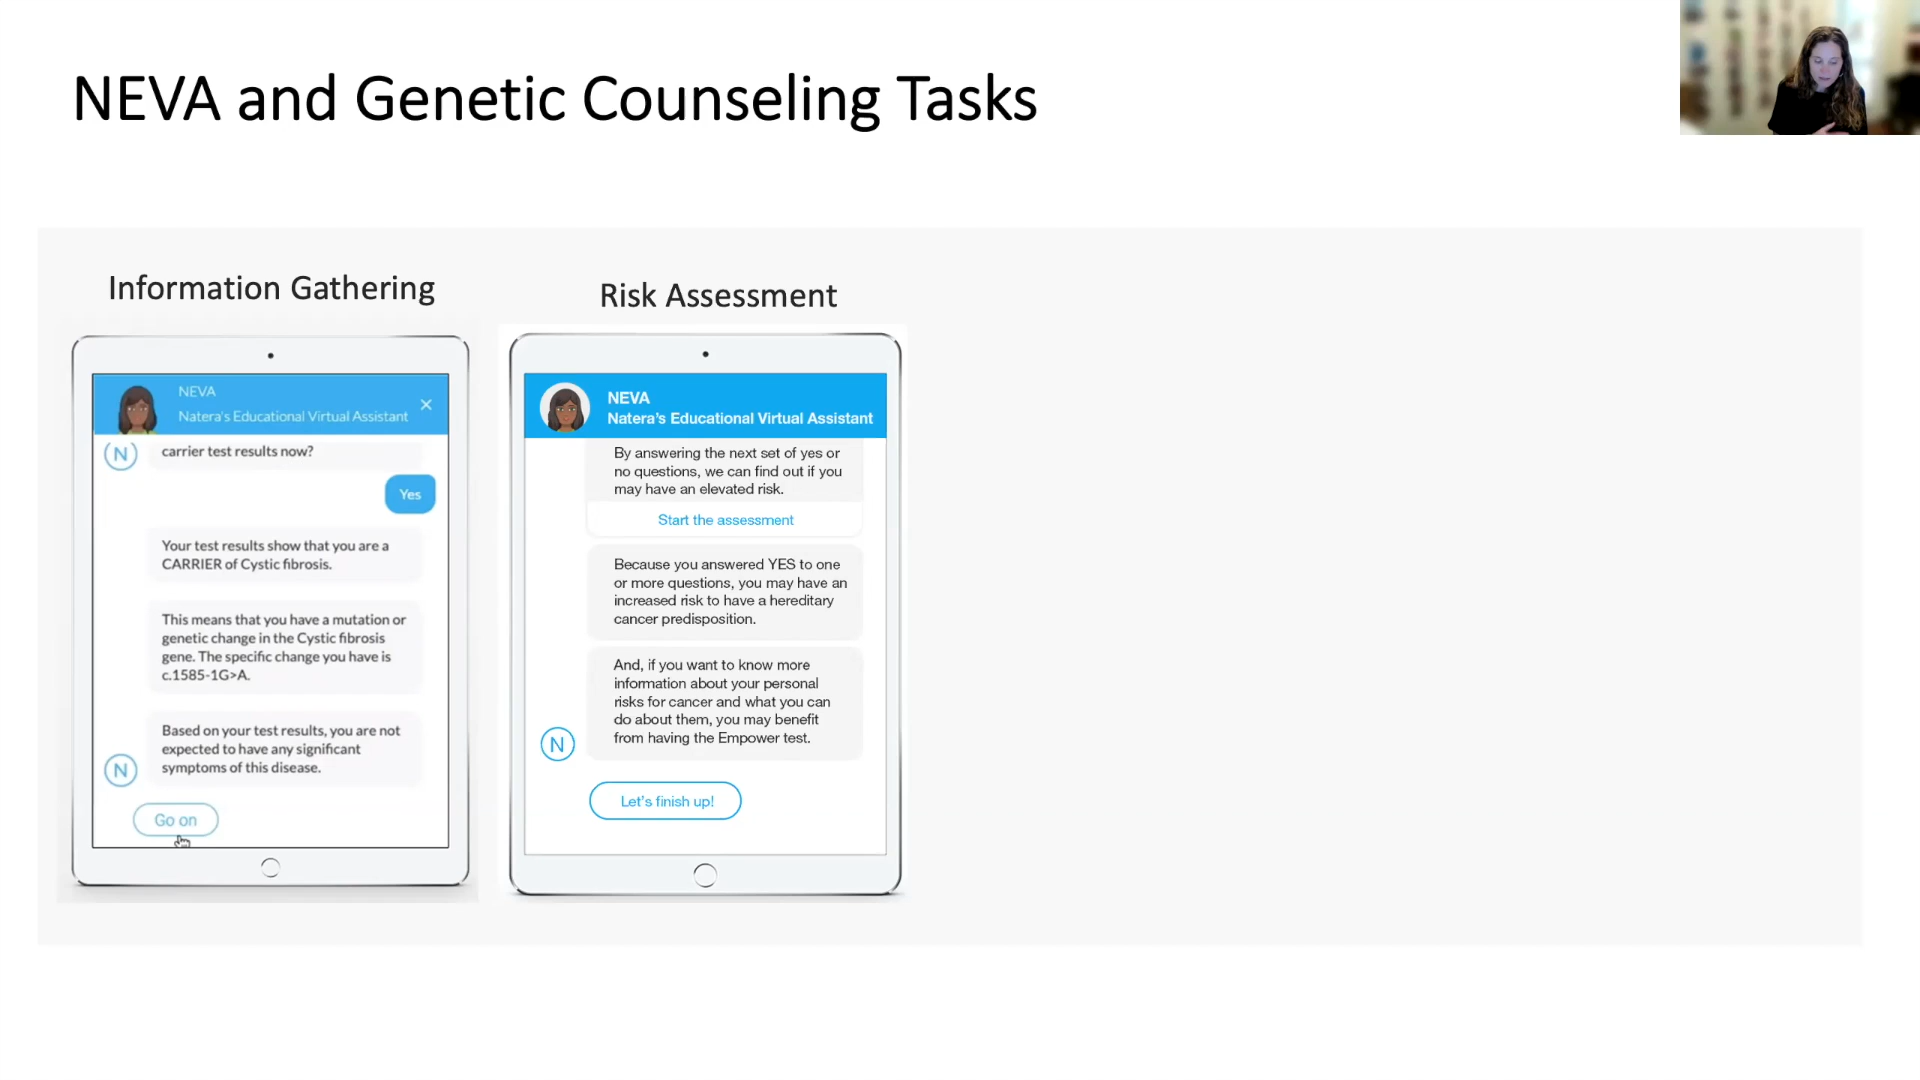 NEVA and Genetic Counseling Tasks
Information Gathering
NEVA
Natera's Educational Virtual Assistant
×
N
carrier test results now?
Yes
Your test results show that you are a
CARRIER of Cystic fibrosis.
This means that you have a mutation or
genetic change in the Cystic fibrosis
gene. The specific change you have is
c.1585-1G>A.
Based on your test results, you are not
expected to have any significant
symptoms of this disease.
N
Go on
Risk Assessment
NEVA
Natera's Educational Virtual Assistant
By answering the next set of yes or
no questions, we can find out if you
may have an elevated risk.
Start the assessment
Because you answered YES to one
or more questions, you may have an
increased risk to have a hereditary
cancer predisposition.
And, if you want to know more
information about your personal
risks for cancer and what you can
do about them, you may benefit
from having the Empower test.
N
Let's finish up!